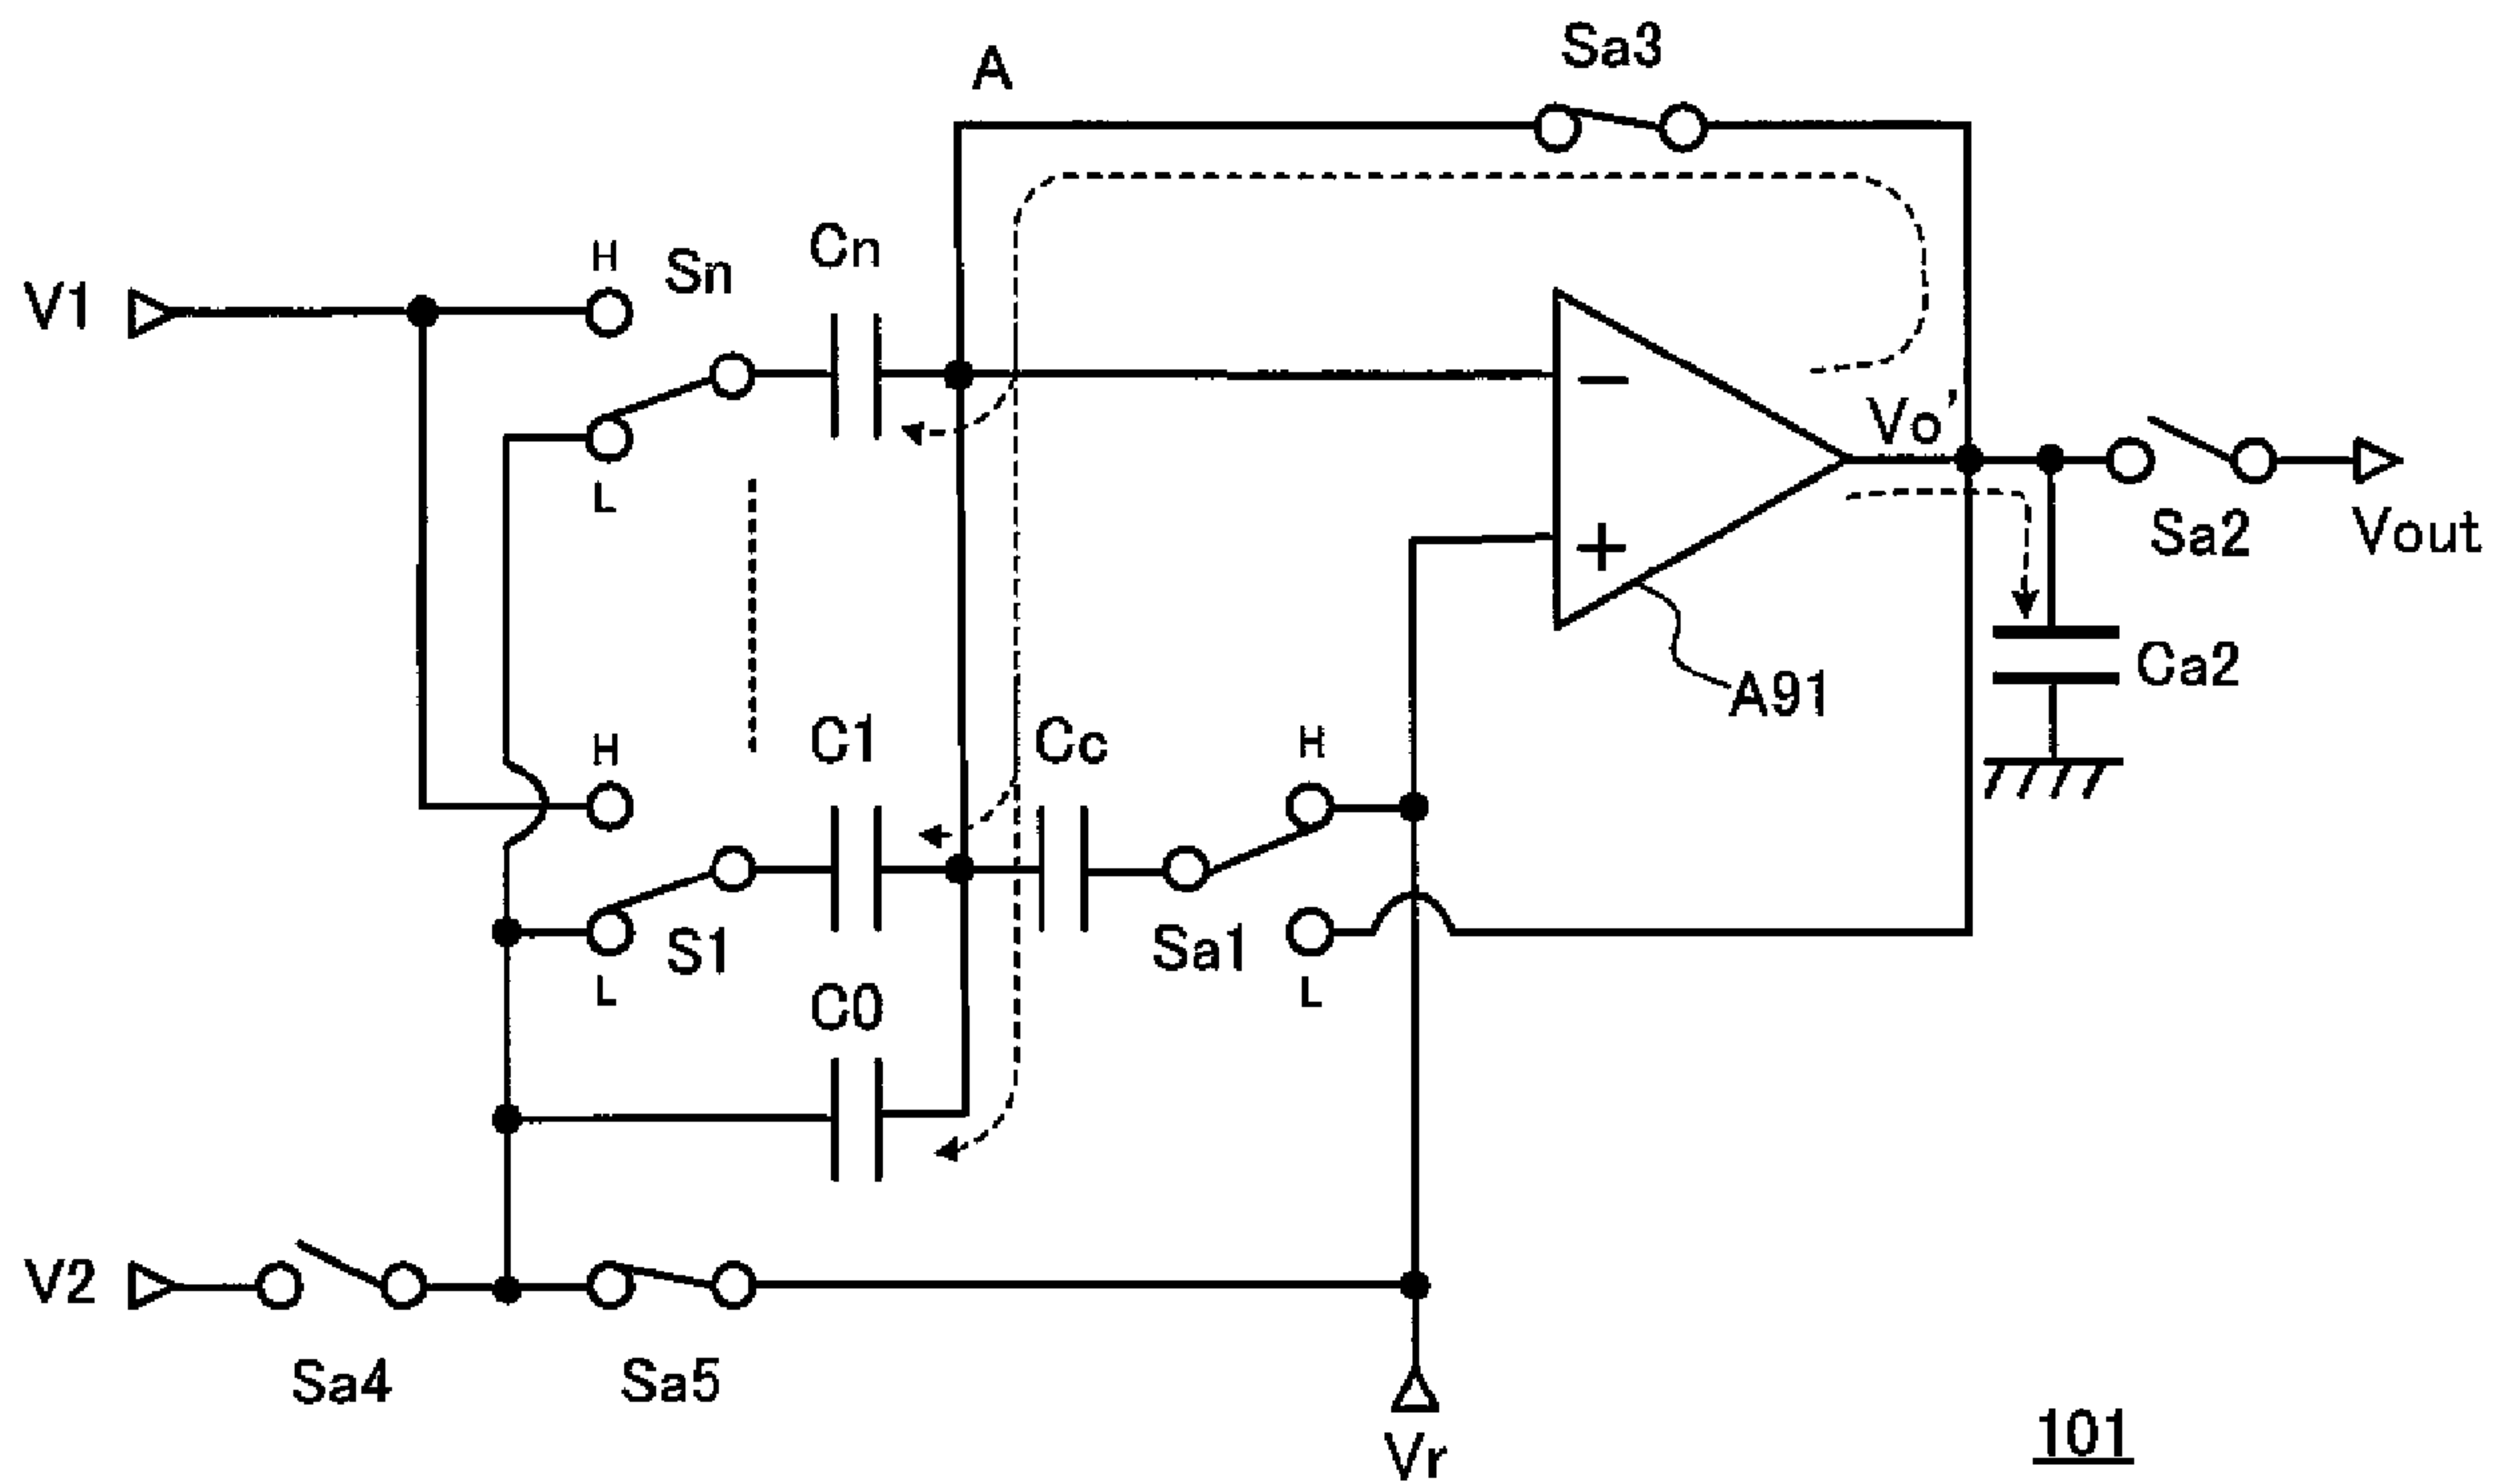 Sa3
A
Cn
H
Sn
V1
−
Vo'
L
+
Sa2
Vout
Ca2
A91
C1
Cc
H
H
S1
Sa1
L
L
C0
V2
Sa4
Sa5
Vr
101